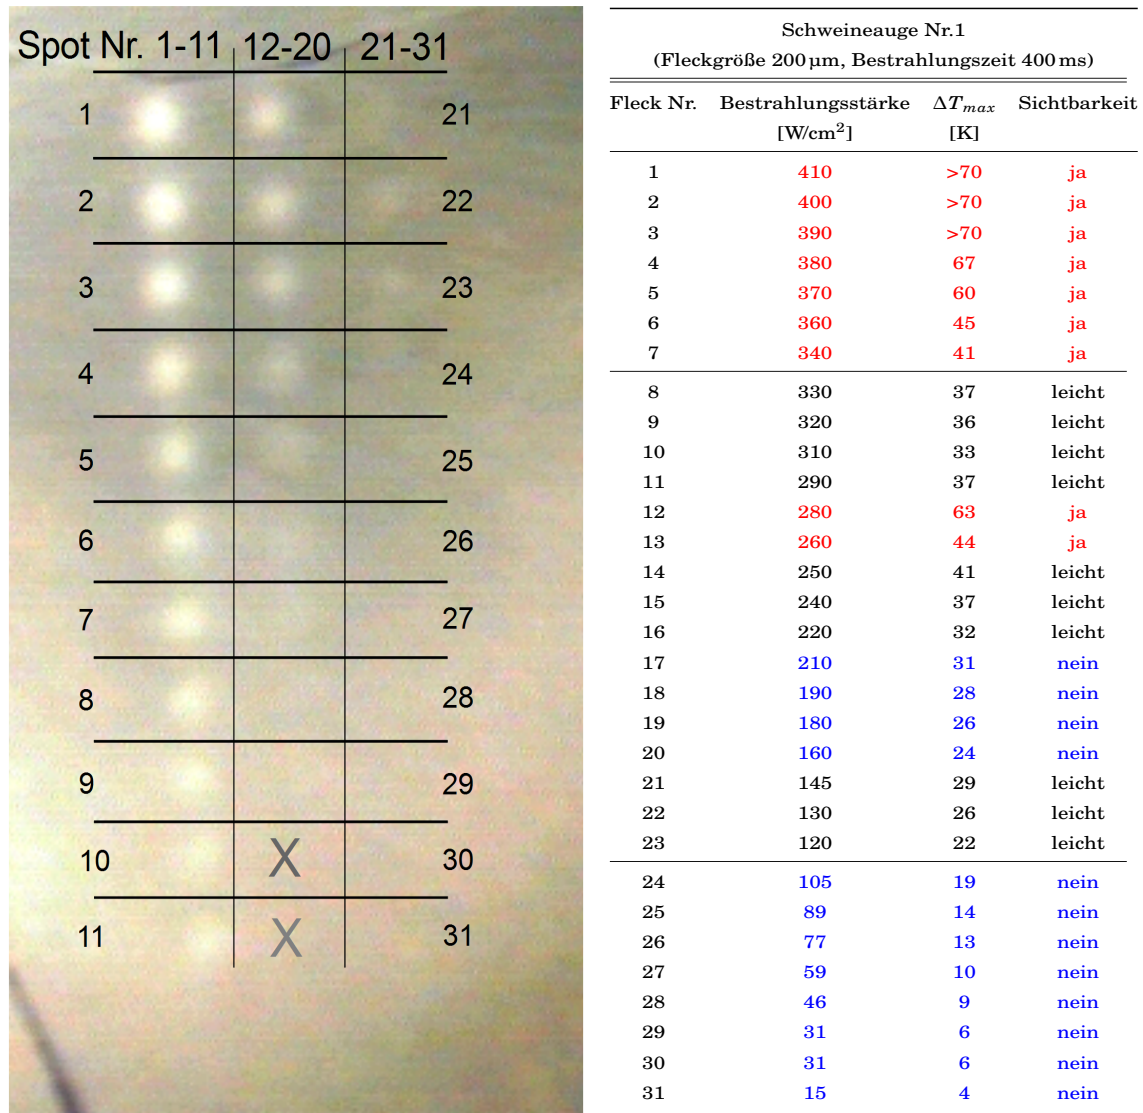 Spot Nr. 1-11 12-20 21-31
1 21
2 22
3 23
4 24
5 25
6 26
7 27
8 28
9 29
10 X 30
11 X 31
Schweineauge Nr.1
(Fleckgröße 200 µm, Bestrahlungszeit 400 ms)
Fleck Nr. Bestrahlungsstärke ΔTmax Sichtbarkeit
[W/cm²] [K]
1 410 >70 ja
2 400 >70 ja
3 390 >70 ja
4 380 67 ja
5 370 60 ja
6 360 45 ja
7 340 41 ja
8 330 37 leicht
9 320 36 leicht
10 310 33 leicht
11 290 37 leicht
12 280 63 ja
13 260 44 ja
14 250 41 leicht
15 240 37 leicht
16 220 32 leicht
17 210 31 nein
18 190 28 nein
19 180 26 nein
20 160 24 nein
21 145 29 leicht
22 130 26 leicht
23 120 22 leicht
24 105 19 nein
25 89 14 nein
26 77 13 nein
27 59 10 nein
28 46 9 nein
29 31 6 nein
30 31 6 nein
31 15 4 nein